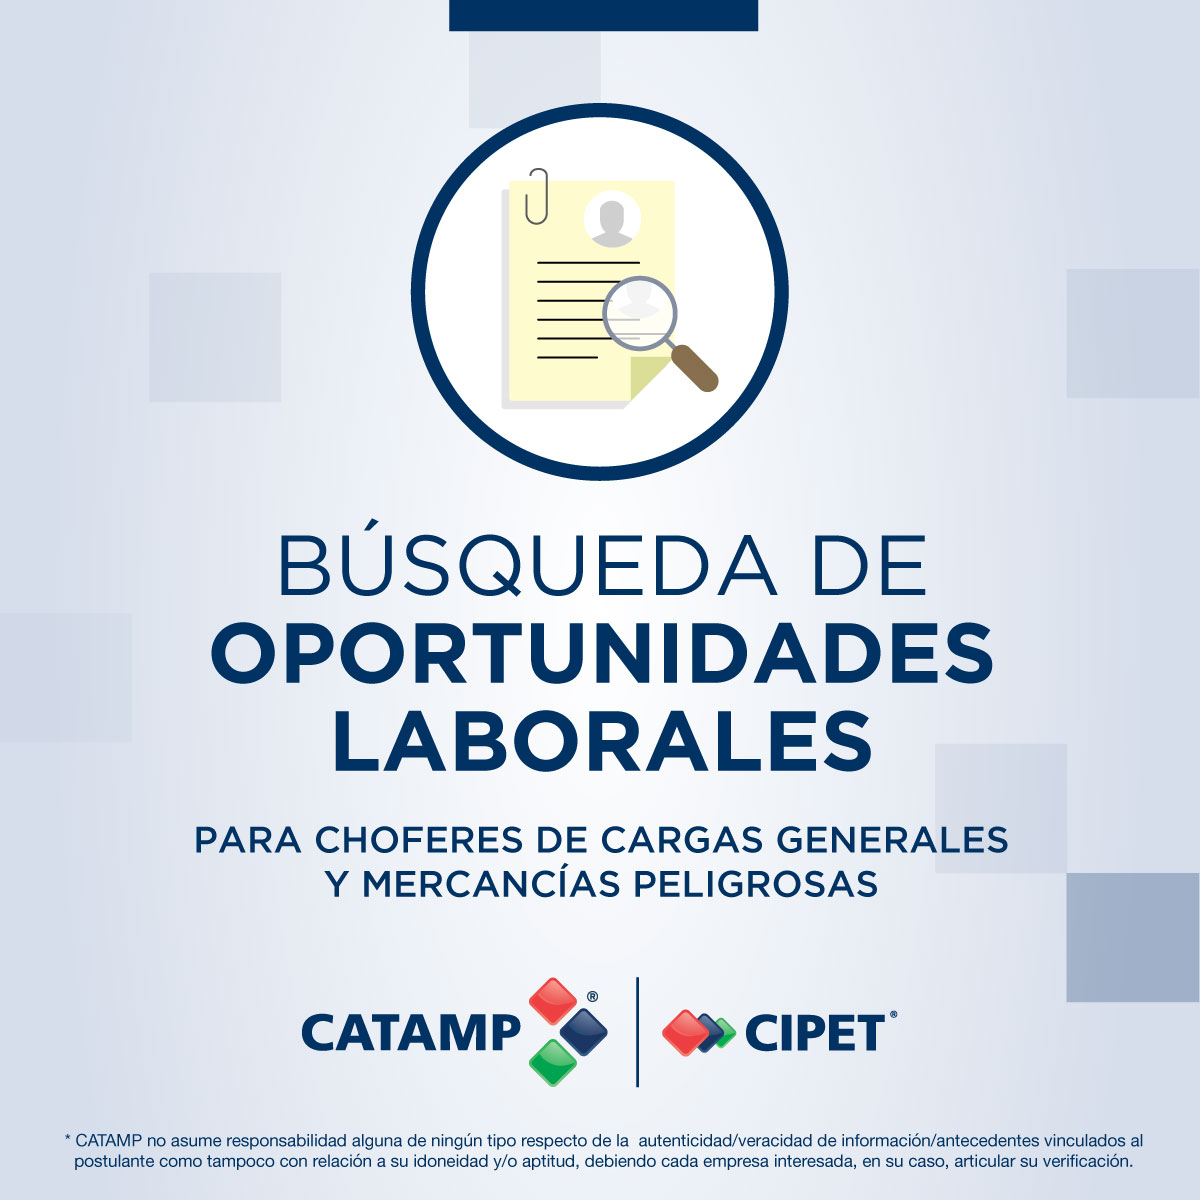 BÚSQUEDA DE
OPORTUNIDADES
LABORALES
PARA CHOFERES DE CARGAS GENERALES
Y MERCANCÍAS PELIGROSAS
CATAMP® CIPET®
* CATAMP no asume responsabilidad alguna de ningún tipo respecto de la autenticidad/veracidad de información/antecedentes vinculados al
postulante como tampoco con relación a su idoneidad y/o aptitud, debiendo cada empresa interesada, en su caso, articular su verificación.